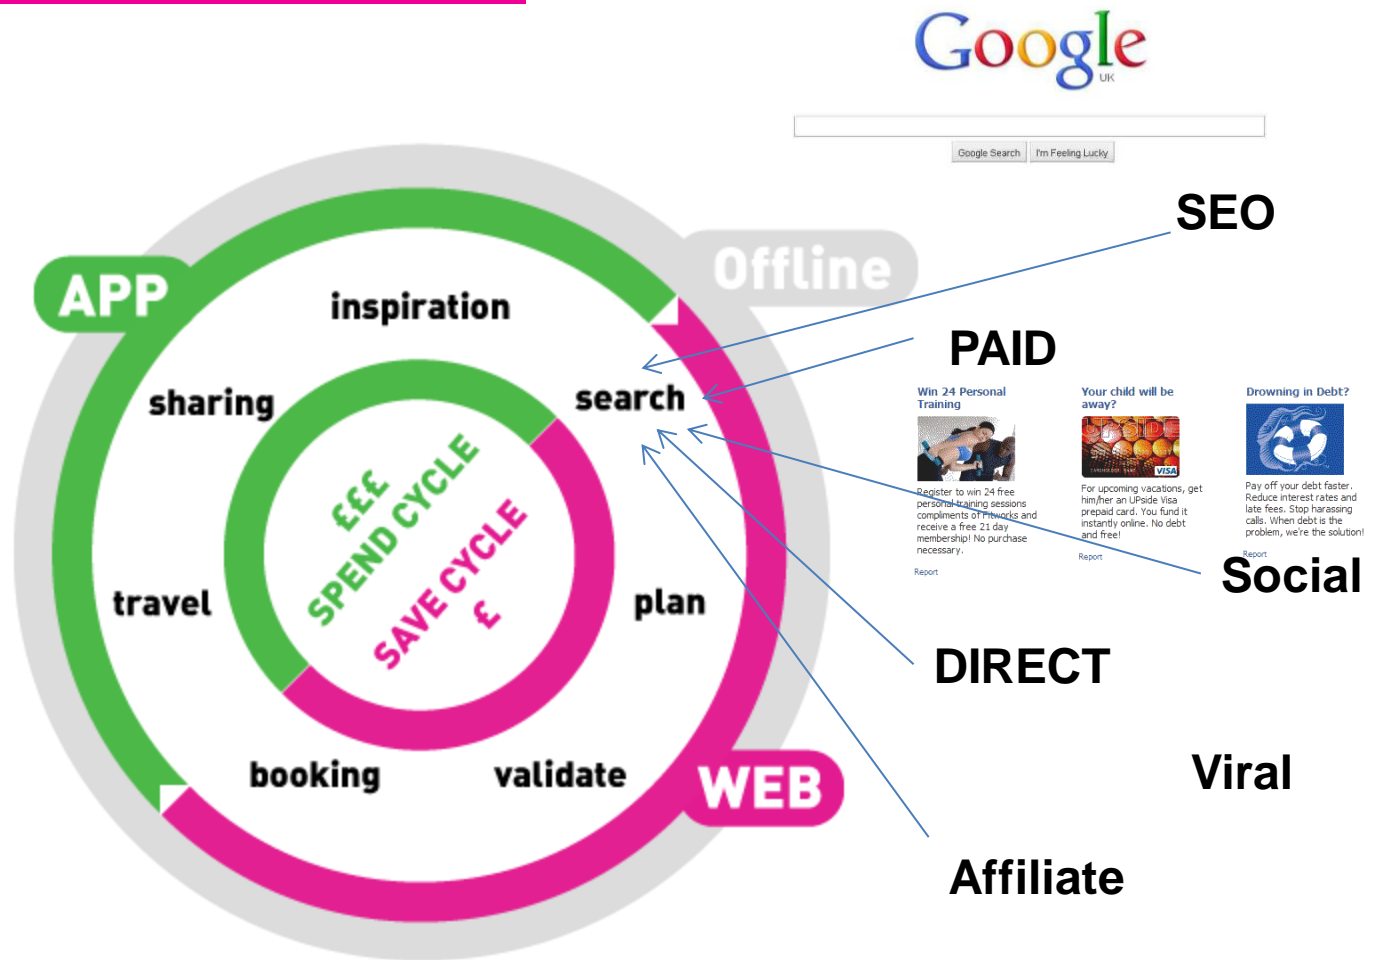 Google
UK
Google Search
I'm Feeling Lucky
SEO
Offline
APP
inspiration
PAID
search
sharing
Win 24 Personal
Training
Register to win 24 free
personal training sessions
compliments of Fitworks and
receive a free 21 day
membership! No purchase
necessary.
Report
Your child will be
away?
UPSIDE
VISA
For upcoming vacations, get
him/her an UPside Visa
prepaid card. You fund it
instantly online. No debt
and free!
Report
Drowning in Debt?
Pay off your debt faster.
Reduce interest rates and
late fees. Stop harassing
calls. When debt is the
problem, we're the solution!
Report
£££
SPEND CYCLE
SAVE CYCLE
£
Social
travel
plan
DIRECT
booking
validate
WEB
Viral
Affiliate